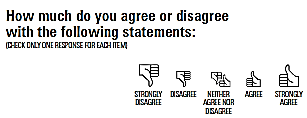 How much do you agree or disagree
with the following statements:
(CHECK ONLY ONE RESPONSE FOR EACH ITEM)
STRONGLY DISAGREE
DISAGREE
NEITHER AGREE NOR DISAGREE
AGREE
STRONGLY AGREE